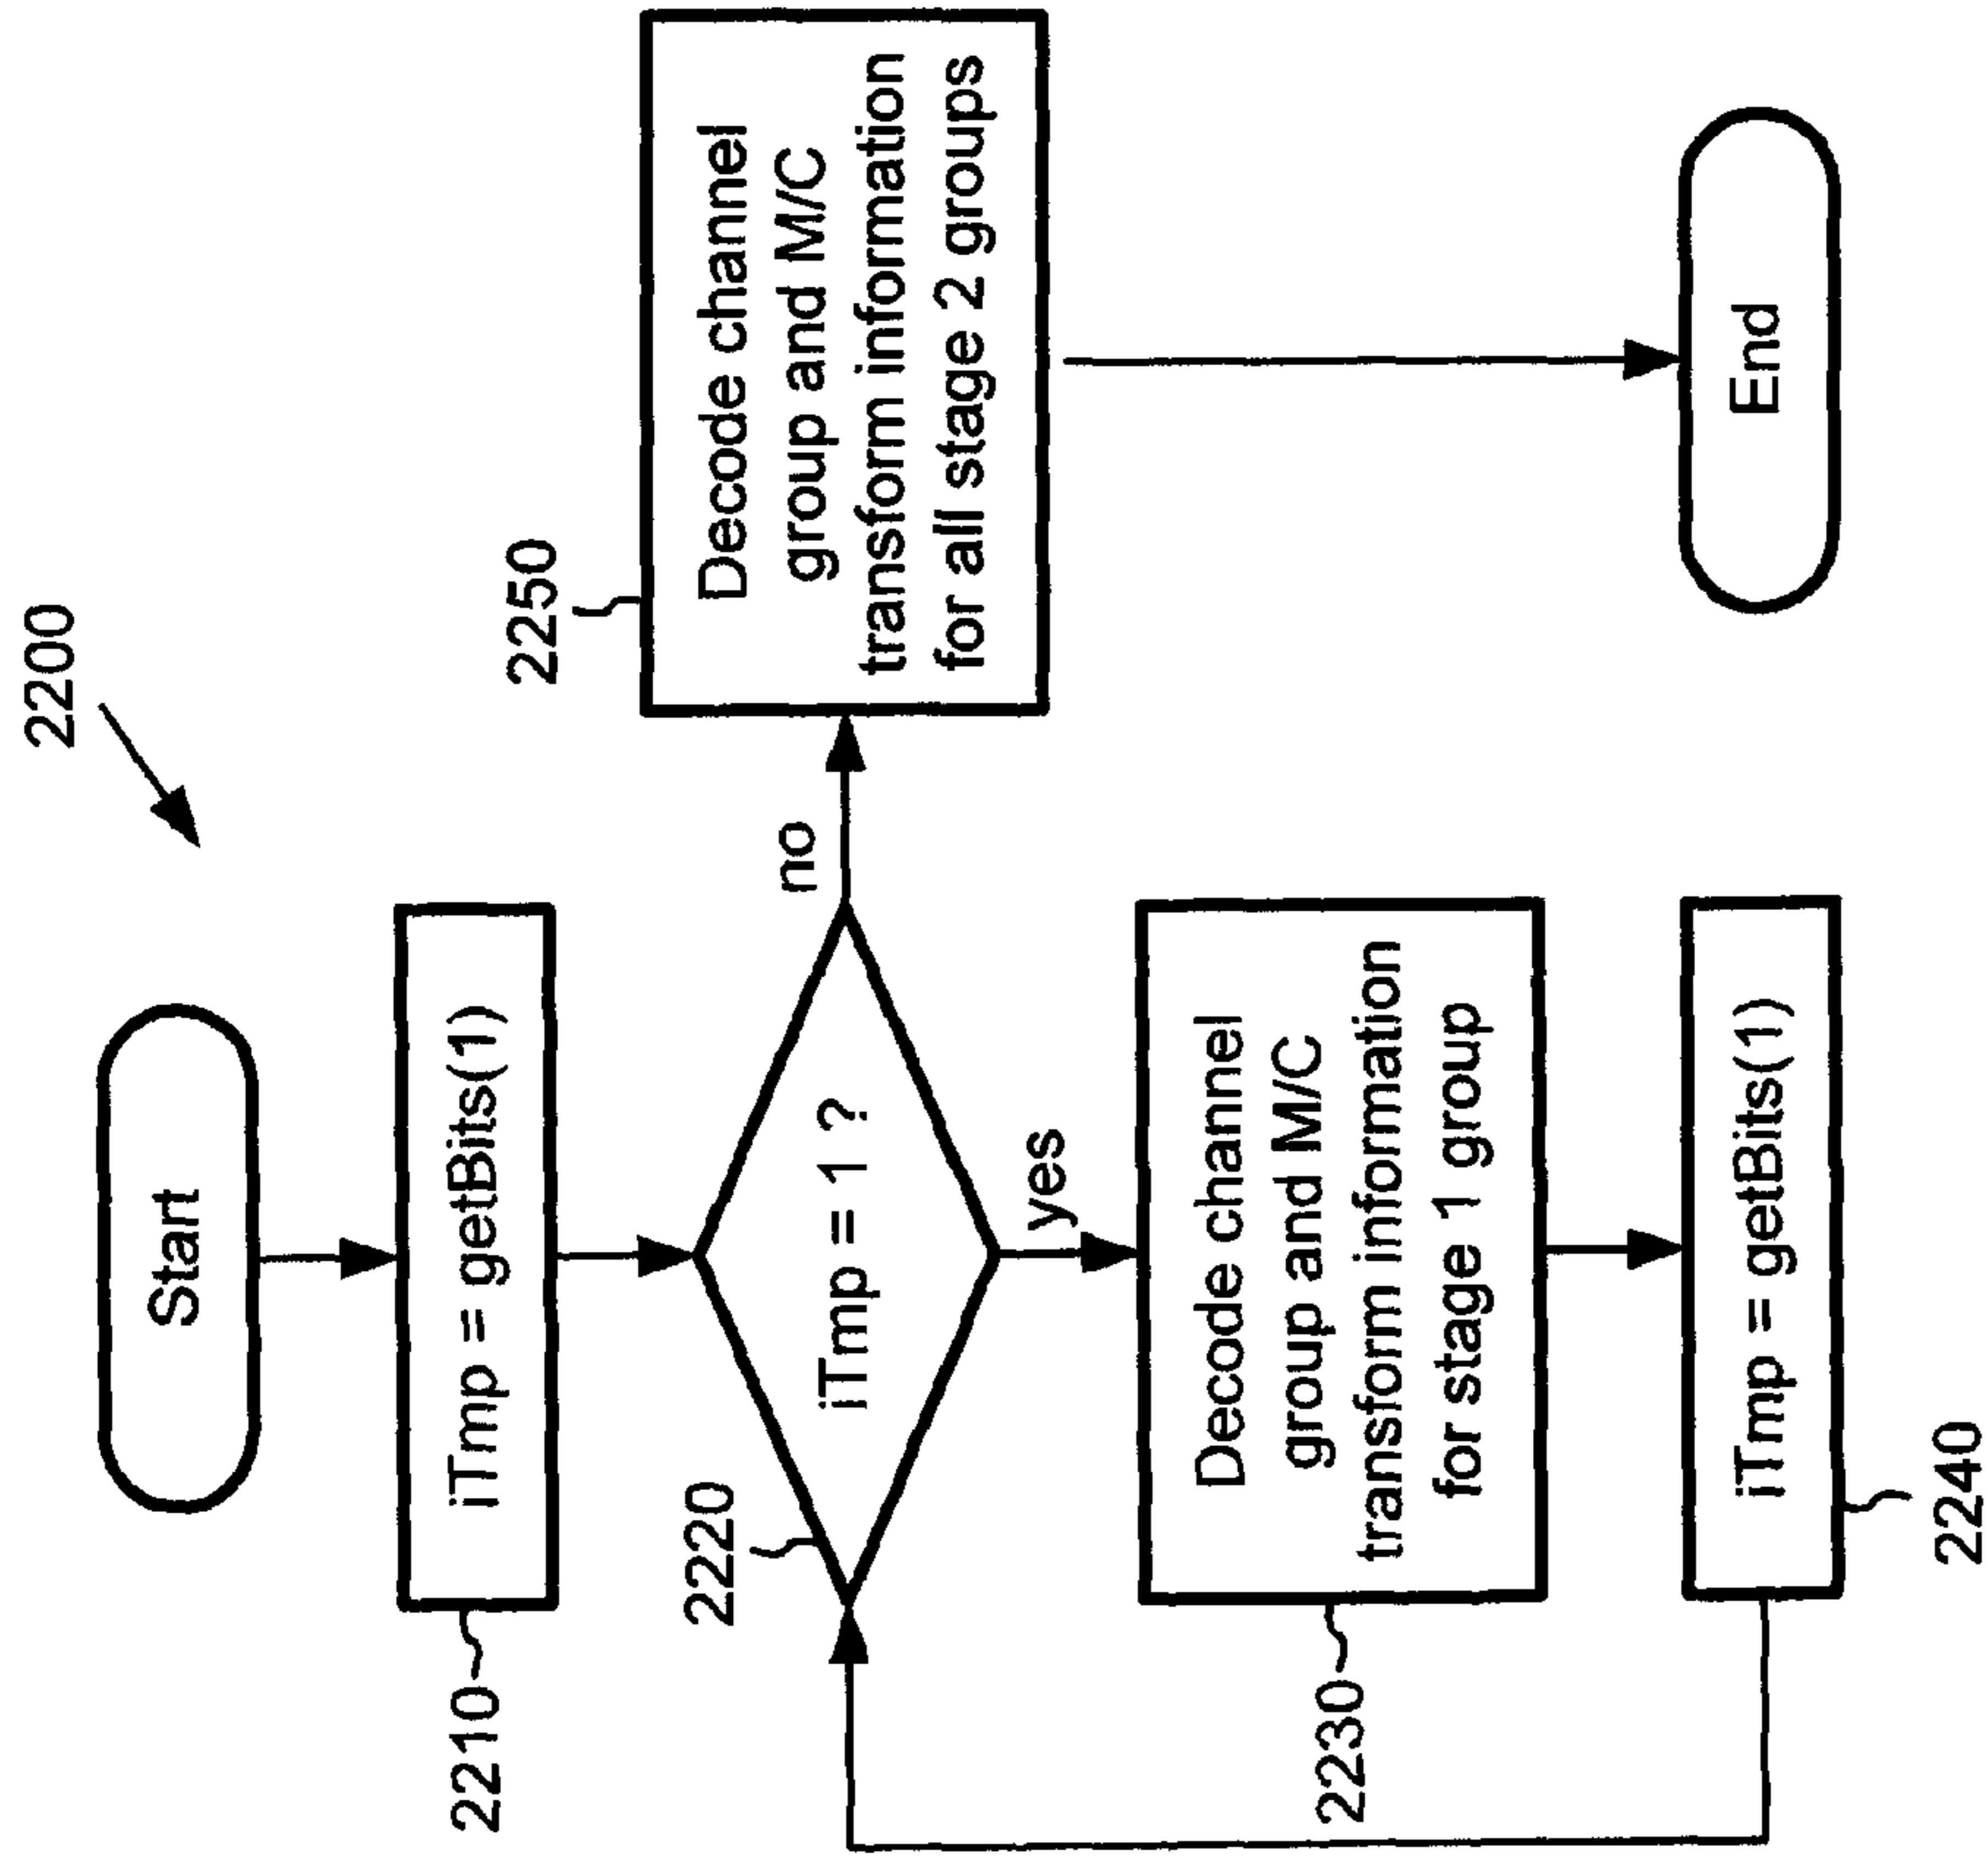 2200
Start
2210
iTmp = getBits(1)
2220
iTmp = 1 ?
no
yes
2250
Decode channel
group and M/C
transform information
for all stage 2 groups
2230
Decode channel
group and M/C
transform information
for stage 1 group
2240
iTmp = getBits(1)
End